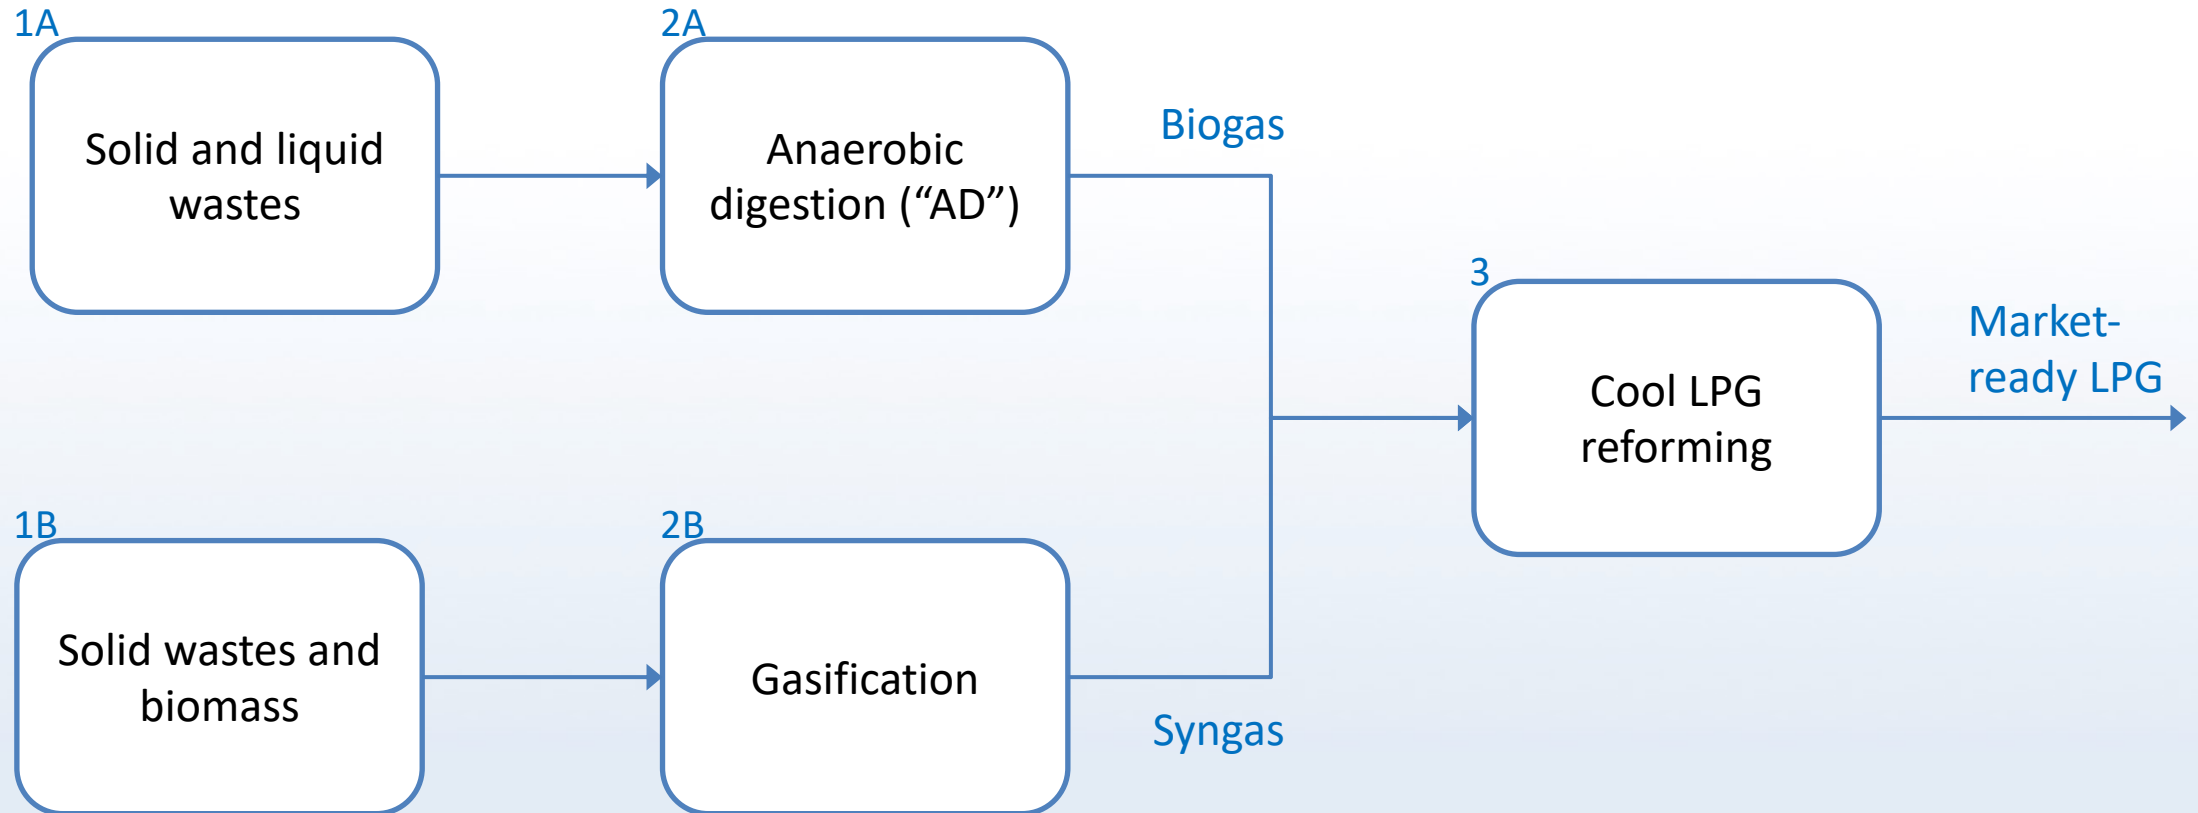 1A
Solid and liquid
wastes
2A
Anaerobic
digestion (“AD”)
Biogas
1B
Solid wastes and
biomass
2B
Gasification
Syngas
3
Cool LPG
reforming
Market-
ready LPG